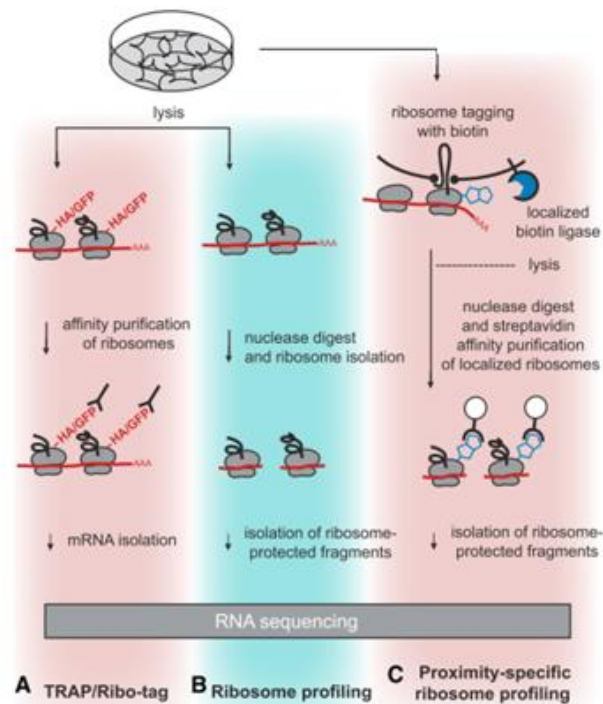 lysis
ribosome tagging
with biotin
HA/GFP
HA/GFP
AAA
AAA
AAA
localized
biotin ligase
lysis
affinity purification
of ribosomes
nuclease digest
and ribosome isolation
nuclease digest
and streptavidin
affinity purification
of localized ribosomes
HA/GFP
HA/GFP
AAA
mRNA isolation
isolation of ribosome-
protected fragments
isolation of ribosome-
protected fragments
RNA sequencing
A TRAP/Ribo-tag
B Ribosome profiling
C Proximity-specific
ribosome profiling